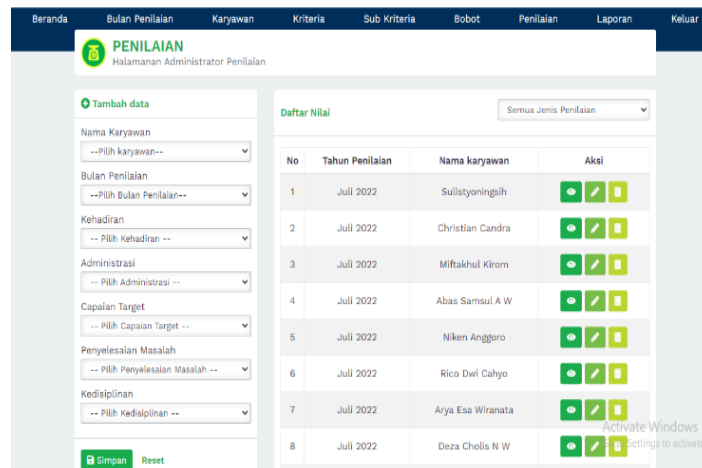 Beranda Bulan Penilaian Karyawan Kriteria Sub Kriteria Bobot Penilaian Laporan Keluar
PENILAIAN
Halamanan Administrator Penilaian
Tambah data
Nama Karyawan
--Pilih karyawan--
Bulan Penilaian
--Pilih Bulan Penilaian--
Kehadiran
-- Pilih Kehadiran --
Administrasi
-- Pilih Administrasi --
Capaian Target
-- Pilih Capaian Target --
Penyelesaian Masalah
-- Pilih Penyelesaian Masalah --
Kedisiplinan
-- Pilih Kedisiplinan --
Simpan Reset
Daftar Nilai
Semua Jenis Penilaian
No Tahun Penilaian Nama karyawan Aksi
1 Juli 2022 Sulistyoningsih
2 Juli 2022 Christian Candra
3 Juli 2022 Miftakhul Kirom
4 Juli 2022 Abas Samsul A W
5 Juli 2022 Niken Anggoro
6 Juli 2022 Rico Dwi Cahyo
7 Juli 2022 Arya Esa Wiranata
8 Juli 2022 Deza Cholis N W
Activate Windows
Settings to activate